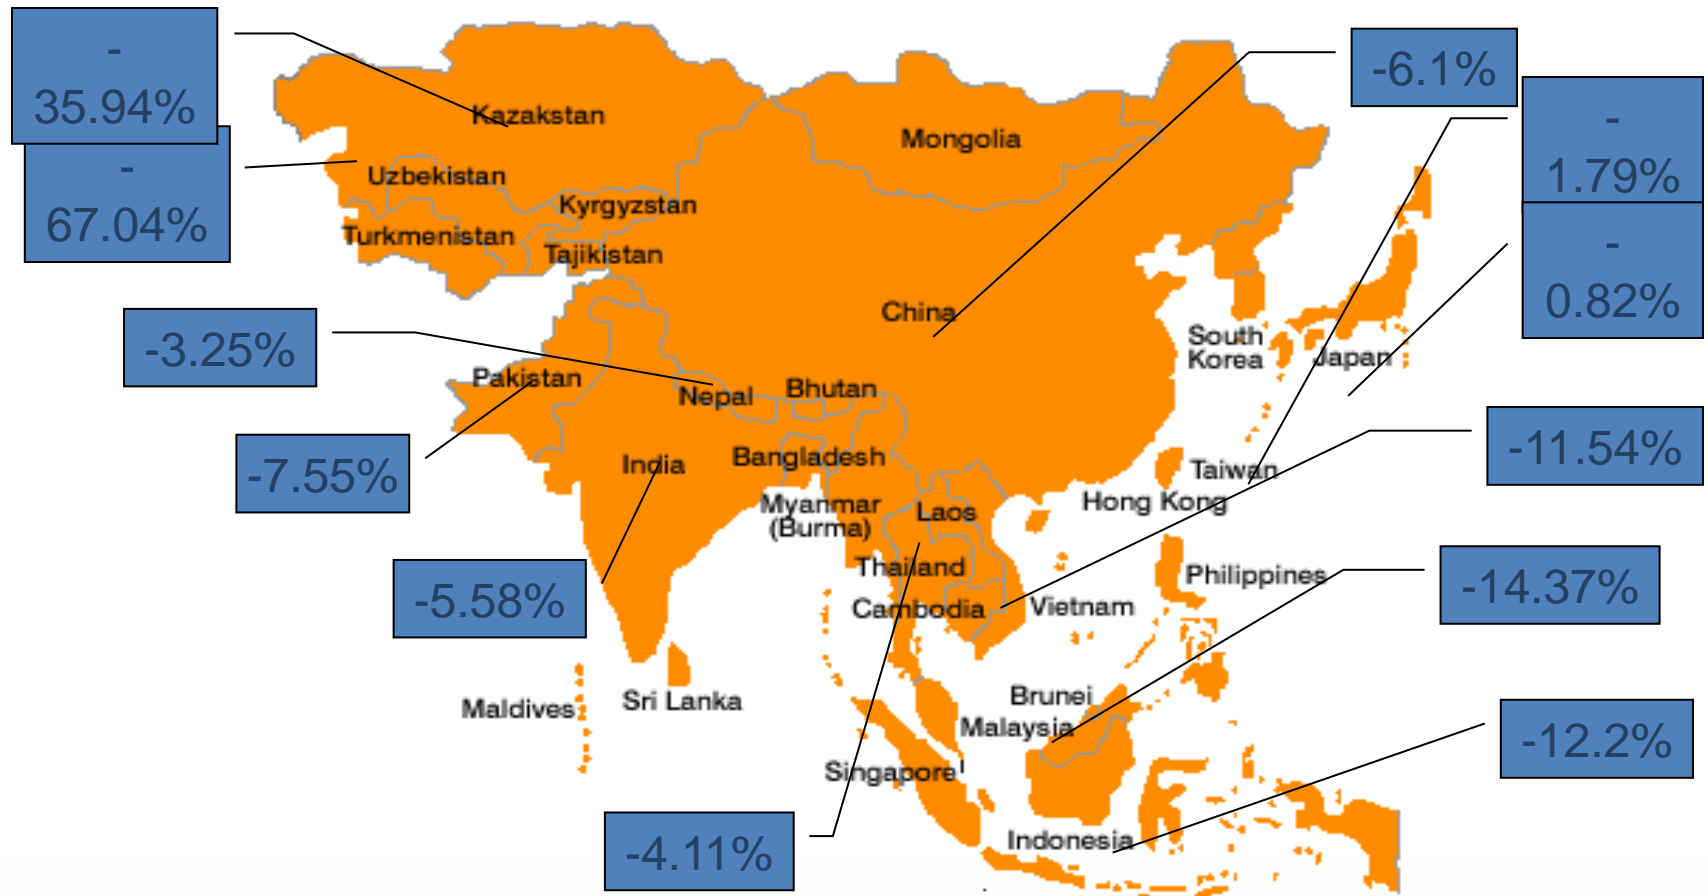 -
35.94%
-
67.04%
-6.1%
-
1.79%
-
0.82%
Kazakstan
Mongolia
Uzbekistan
Kyrgyzstan
Turkmenistan
Tajikistan
China
-3.25%
South
Korea
Japan
Pakistan
Nepal
Bhutan
-7.55%
India
Bangladesh
-11.54%
Taiwan
Hong Kong
Myanmar
(Burma)
Laos
Thailand
Philippines
-5.58%
-14.37%
Cambodia
Vietnam
Maldives
Sri Lanka
Brunei
Malaysia
-12.2%
Singapore
Indonesia
-4.11%